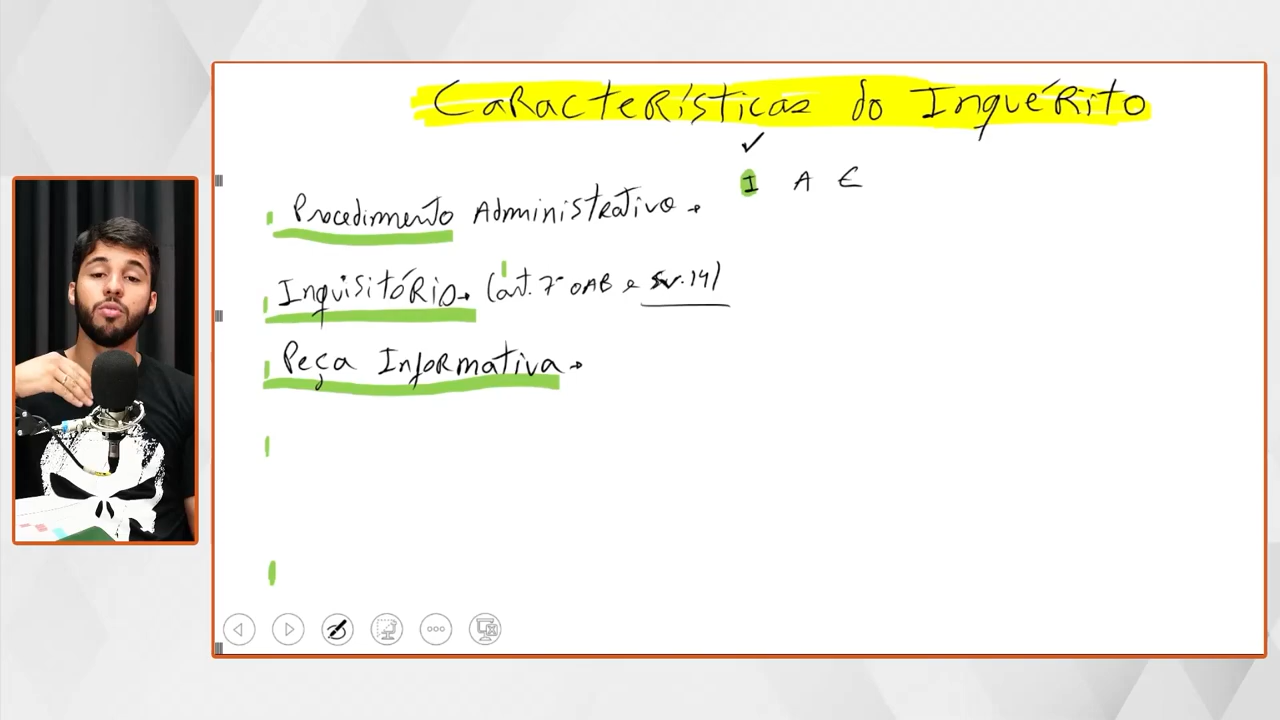 Características do Inquérito
✓
I A E
Procedimento Administrativo →
Inquisitório → (art. 7º OAB e SV.14)
Peça Informativa →